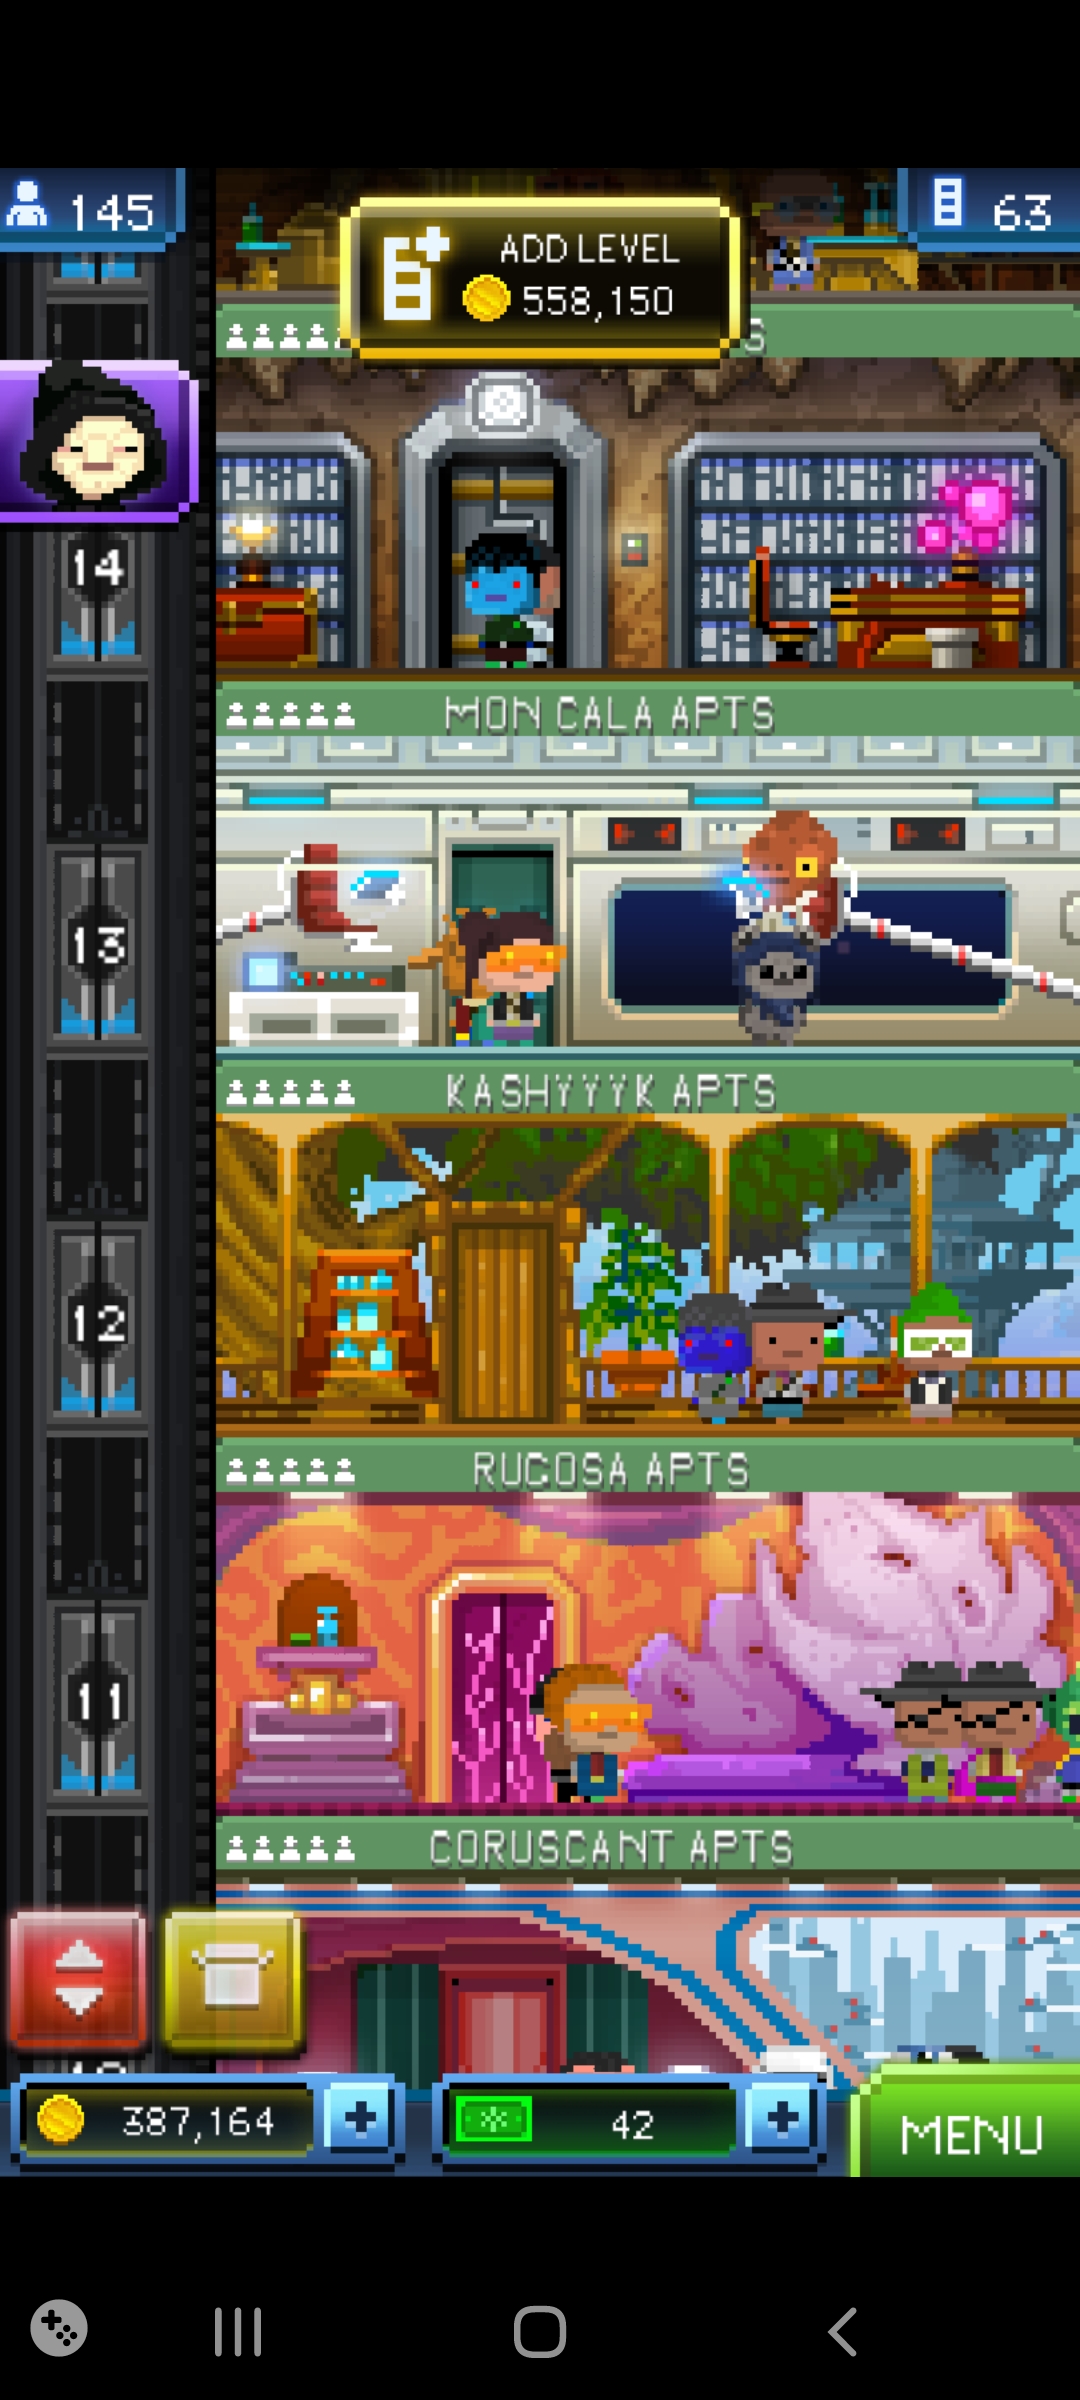 145
ADD LEVEL
558,150
63
S
14
MON CALA APTS
13
KASHYYYK APTS
12
RUGOSA APTS
11
CORUSCANT APTS
387,164
42
MENU